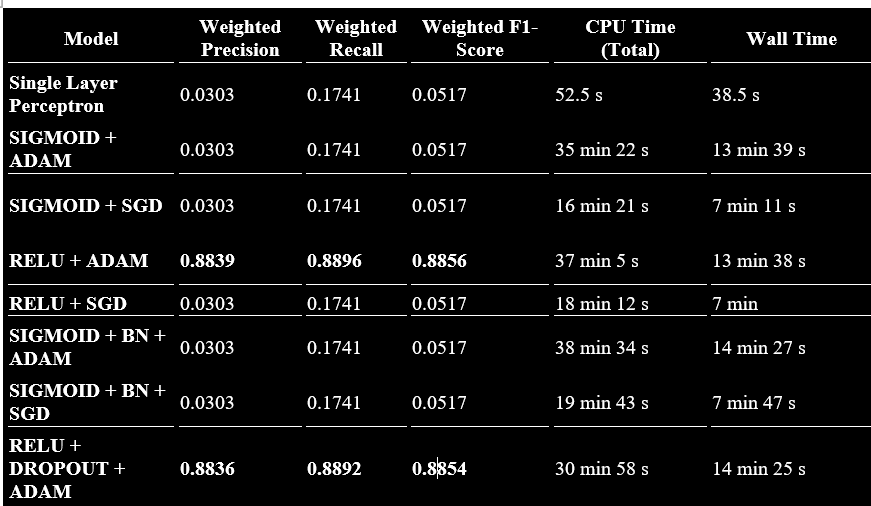 Model Weighted Precision Weighted Recall Weighted F1-Score CPU Time (Total) Wall Time
Single Layer Perceptron 0.0303 0.1741 0.0517 52.5 s 38.5 s
SIGMOID + ADAM 0.0303 0.1741 0.0517 35 min 22 s 13 min 39 s
SIGMOID + SGD 0.0303 0.1741 0.0517 16 min 21 s 7 min 11 s
RELU + ADAM 0.8839 0.8896 0.8856 37 min 5 s 13 min 38 s
RELU + SGD 0.0303 0.1741 0.0517 18 min 12 s 7 min
SIGMOID + BN + ADAM 0.0303 0.1741 0.0517 38 min 34 s 14 min 27 s
SIGMOID + BN + SGD 0.0303 0.1741 0.0517 19 min 43 s 7 min 47 s
RELU + DROPOUT + ADAM 0.8836 0.8892 0.8854 30 min 58 s 14 min 25 s